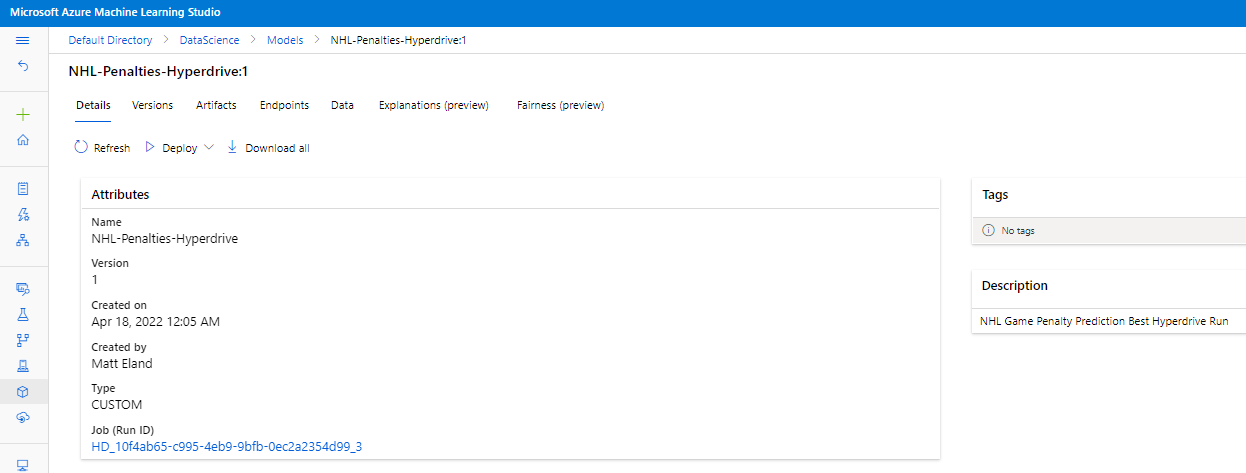 Microsoft Azure Machine Learning Studio
Default Directory > DataScience > Models > NHL-Penalties-Hyperdrive:1
NHL-Penalties-Hyperdrive:1
Details Versions Artifacts Endpoints Data Explanations (preview) Fairness (preview)
Refresh Deploy Download all
Attributes
Name
NHL-Penalties-Hyperdrive
Version
1
Created on
Apr 18, 2022 12:05 AM
Created by
Matt Eland
Type
CUSTOM
Job (Run ID)
HD_10f4ab65-c995-4eb9-9bfb-0ec2a2354d99_3
Tags
No tags
Description
NHL Game Penalty Prediction Best Hyperdrive Run